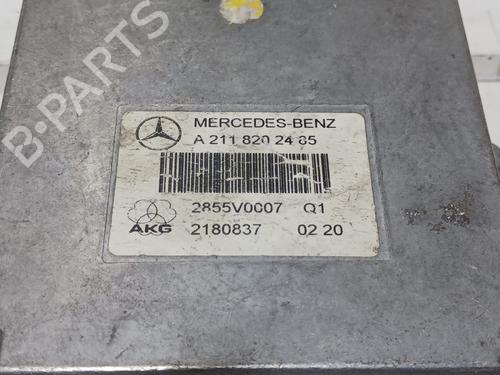 MERCEDES-BENZ
A 211 820 24 85
2855V0007 Q1
AKG
2180837 02 20
B-PARTS